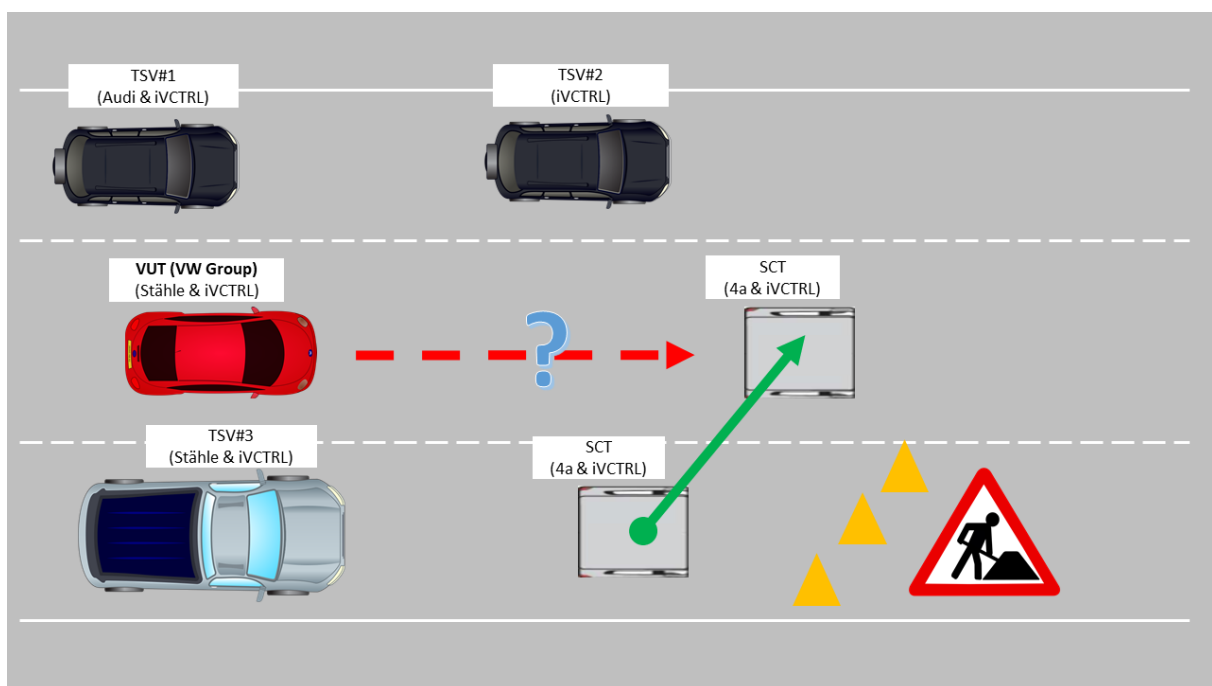 TSV#1
(Audi & iVCTRL)
TSV#2
(iVCTRL)
VUT (VW Group)
(Stähle & iVCTRL)
?
SCT
(4a & iVCTRL)
TSV#3
(Stähle & iVCTRL)
SCT
(4a & iVCTRL)